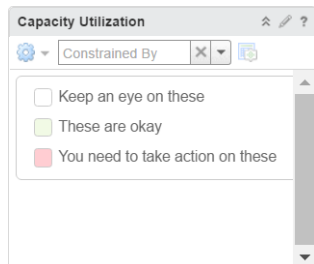 Capacity Utilization ?
Constrained By
Keep an eye on these
These are okay
You need to take action on these